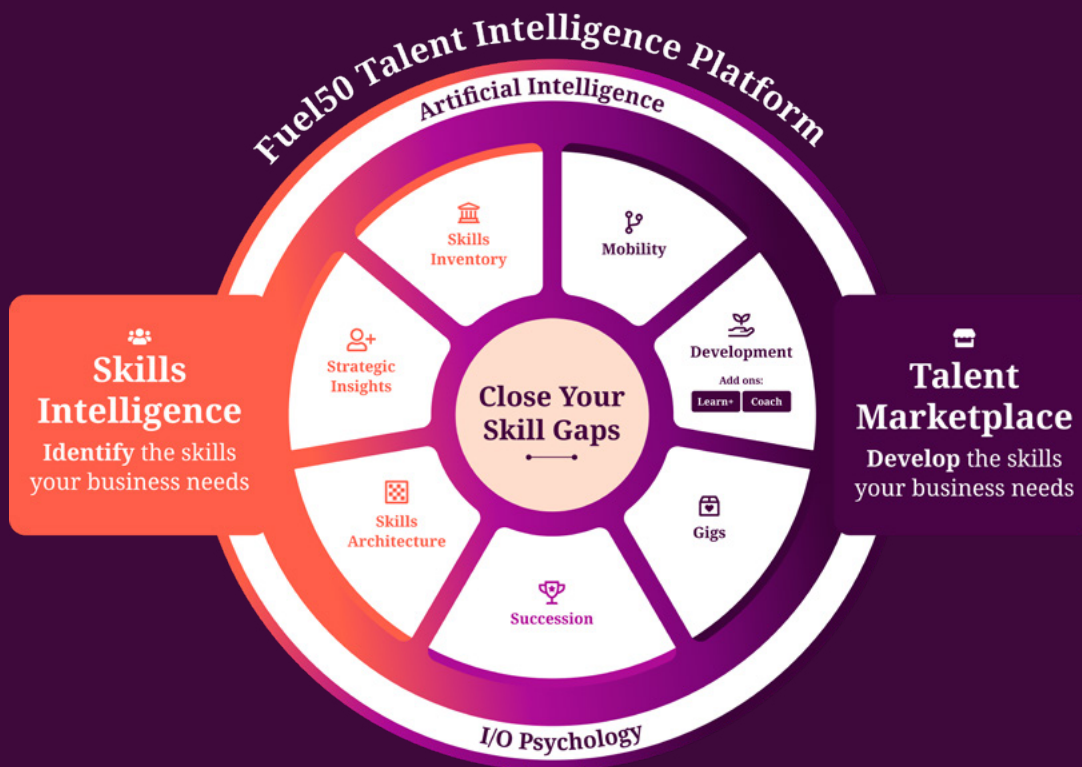 Fuel50 Talent Intelligence Platform
Artificial Intelligence
Skills
Inventory
Mobility
Strategic
Insights
Development
Add ons:
Learn+
Coach
Skills
Intelligence
Identify the skills
your business needs
Close Your
Skill Gaps
Talent
Marketplace
Develop the skills
your business needs
Skills
Architecture
Gigs
Succession
I/O Psychology